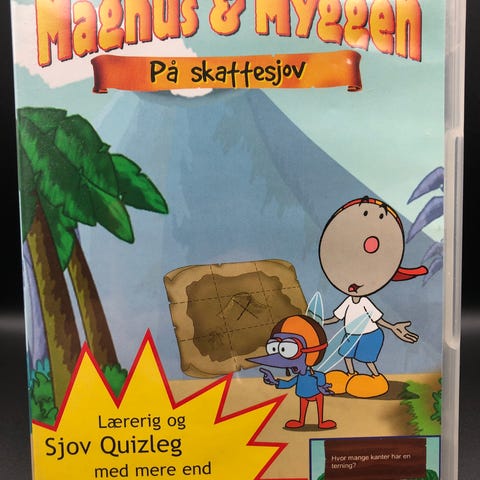 Magnus & Myggen
På skattesjov
Lærerig og
Sjov Quizleg
med mere end
Hvor mange kanter har en
terning?